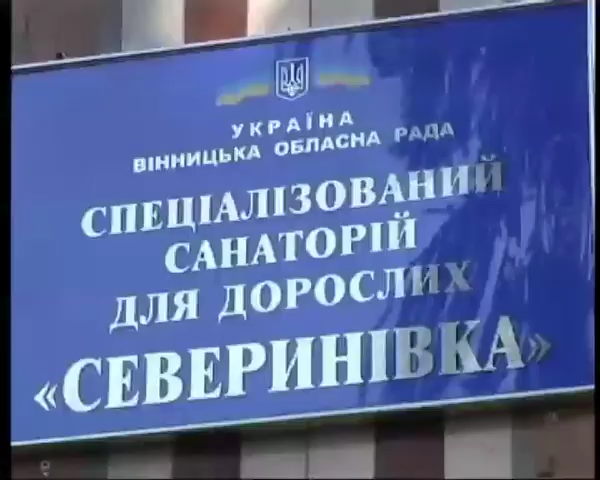 УКРАЇНА
ВІННИЦЬКА ОБЛАСНА РАДА
СПЕЦІАЛІЗОВАНИЙ
САНАТОРІЙ
ДЛЯ ДОРОСЛИХ
«СЕВЕРИНІВКА»